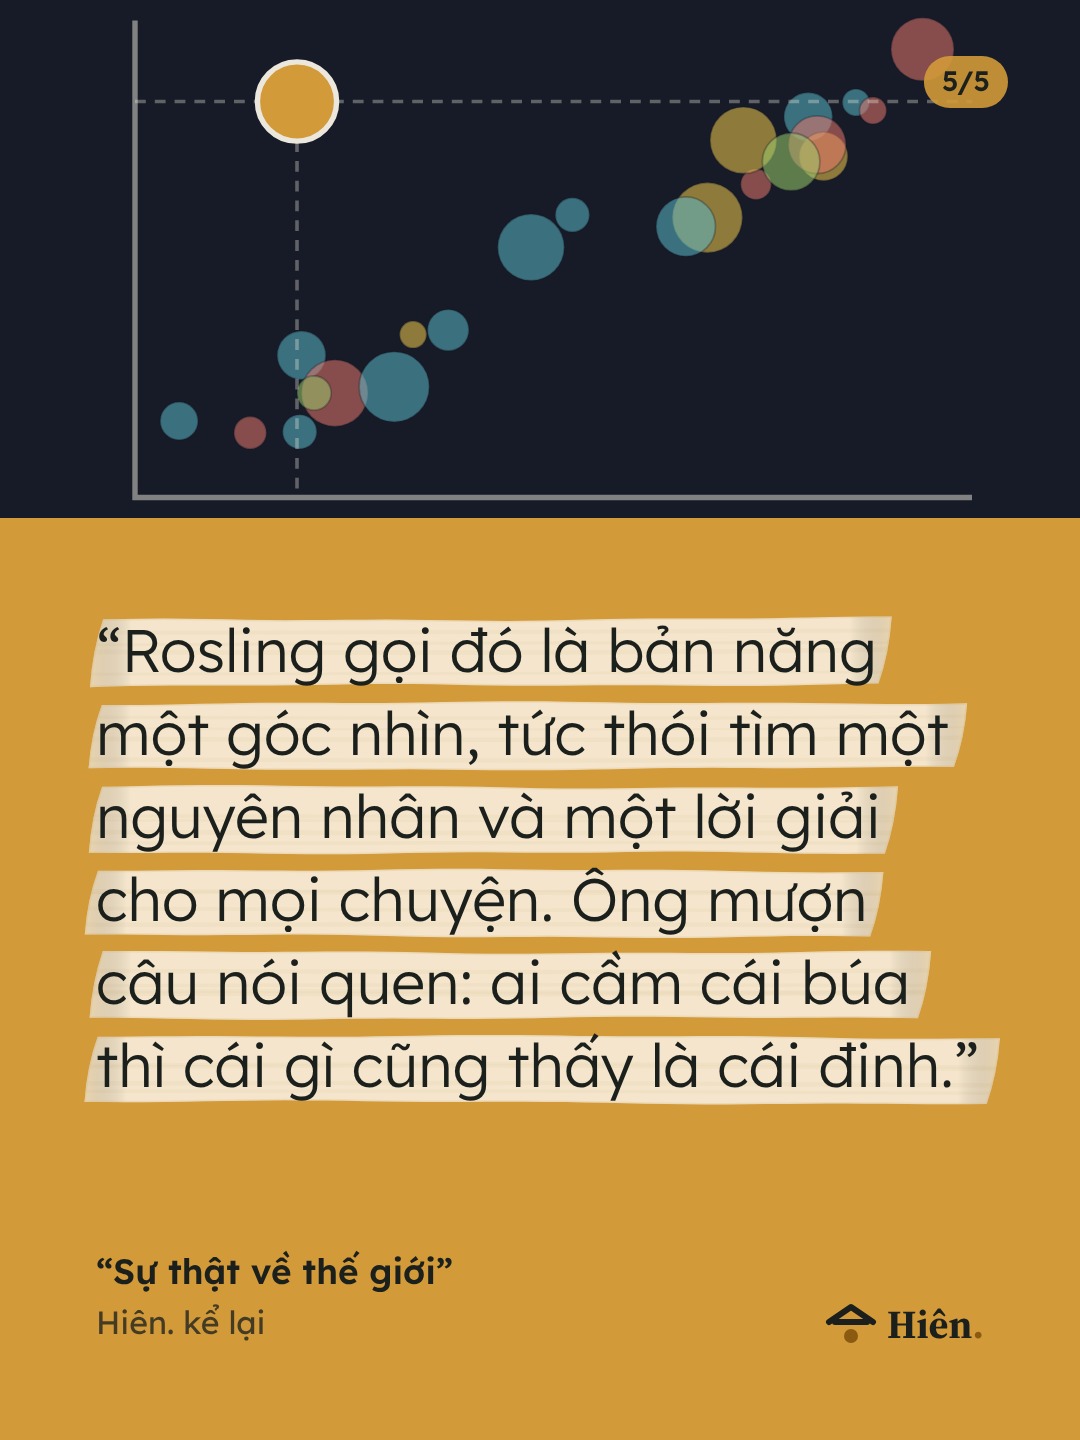 5/5
“Rosling gọi đó là bản năng
một góc nhìn, tức thói tìm một
nguyên nhân và một lời giải
cho mọi chuyện. Ông mượn
câu nói quen: ai cầm cái búa
thì cái gì cũng thấy là cái đinh.”
“Sự thật về thế giới”
Hiên. kể lại
Hiên.